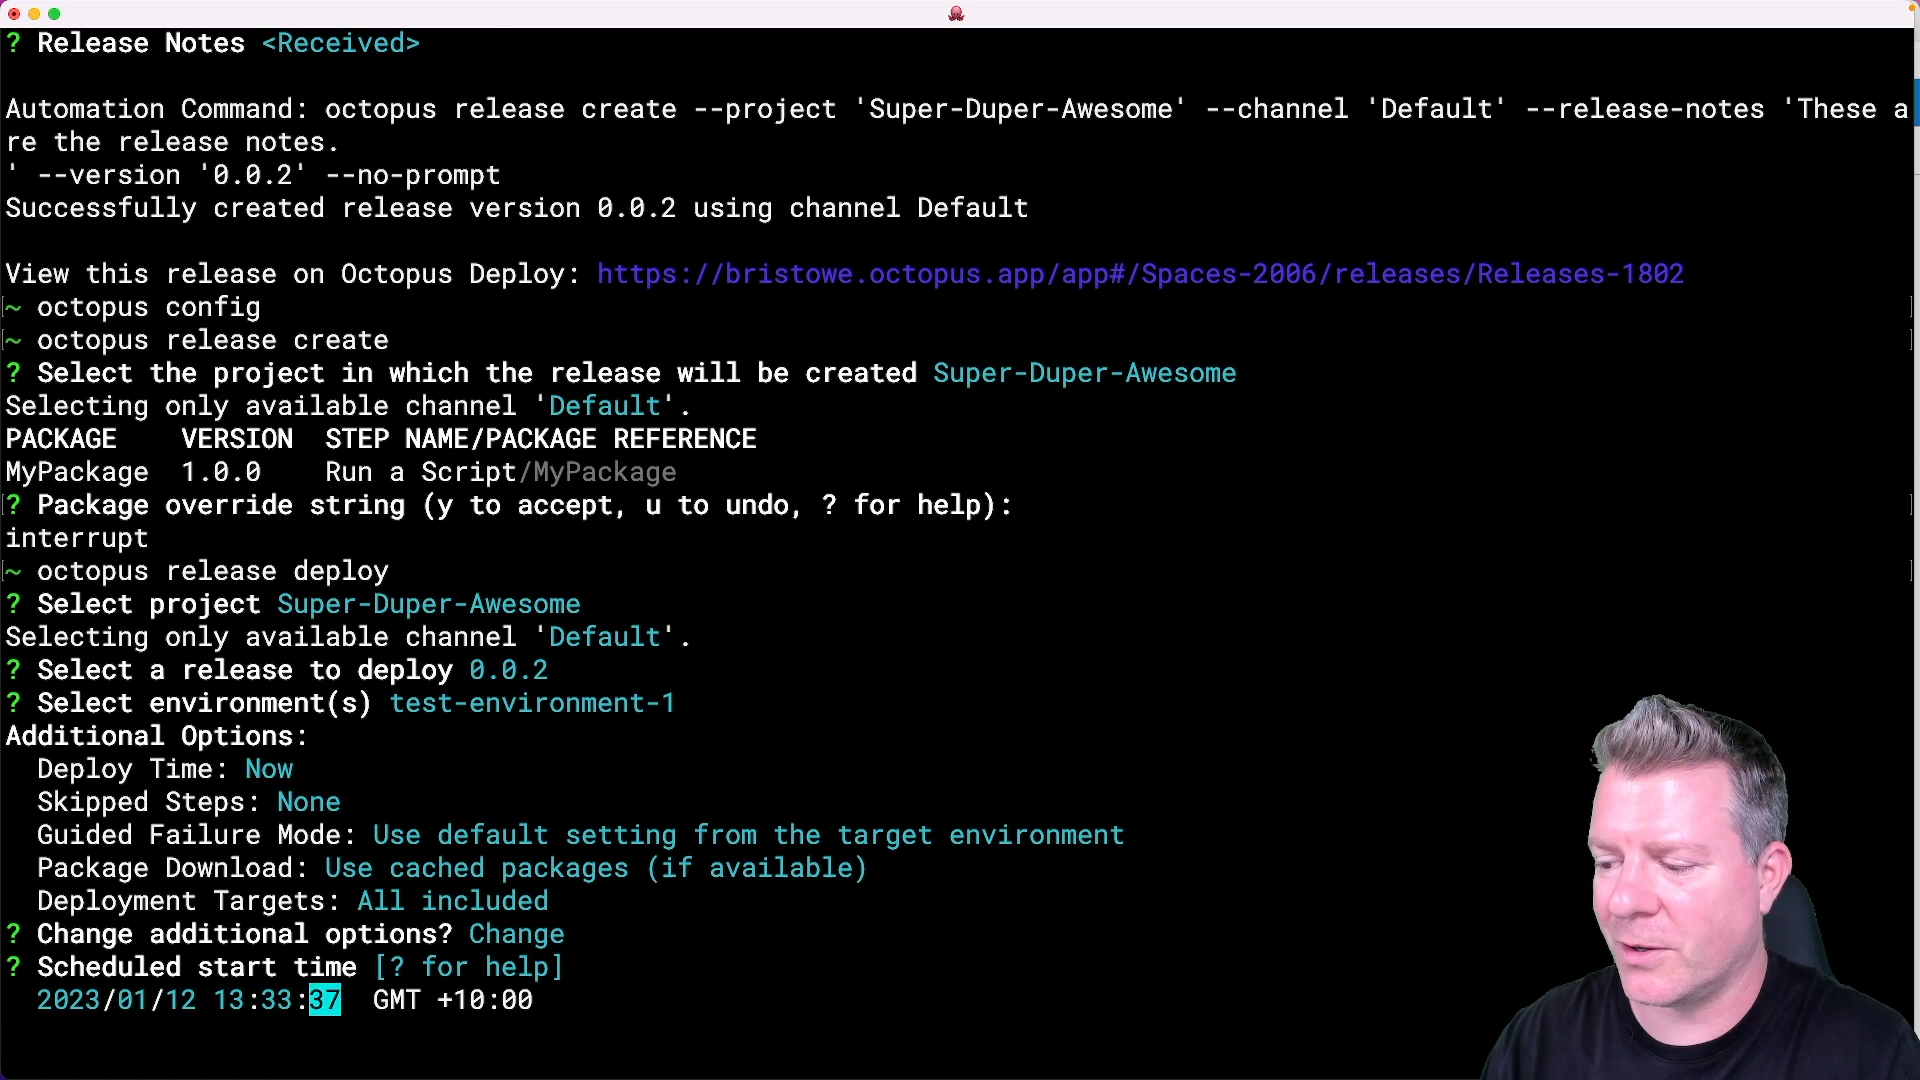 ? Release Notes <Received>
Automation Command: octopus release create --project 'Super-Duper-Awesome' --channel 'Default' --release-notes 'These a
re the release notes.
' --version '0.0.2' --no-prompt
Successfully created release version 0.0.2 using channel Default
View this release on Octopus Deploy: https://bristowe.octopus.app/app#/Spaces-2006/releases/Releases-1802
[~ octopus config ]
[~ octopus release create ]
? Select the project in which the release will be created Super-Duper-Awesome
Selecting only available channel 'Default'.
PACKAGE VERSION STEP NAME/PACKAGE REFERENCE
MyPackage 1.0.0 Run a Script/MyPackage
[? Package override string (y to accept, u to undo, ? for help): ]
interrupt
[~ octopus release deploy ]
? Select project Super-Duper-Awesome
Selecting only available channel 'Default'.
? Select a release to deploy 0.0.2
? Select environment(s) test-environment-1
Additional Options:
Deploy Time: Now
Skipped Steps: None
Guided Failure Mode: Use default setting from the target environment
Package Download: Use cached packages (if available)
Deployment Targets: All included
? Change additional options? Change
? Scheduled start time [? for help]
2023/01/12 13:33:37 GMT +10:00